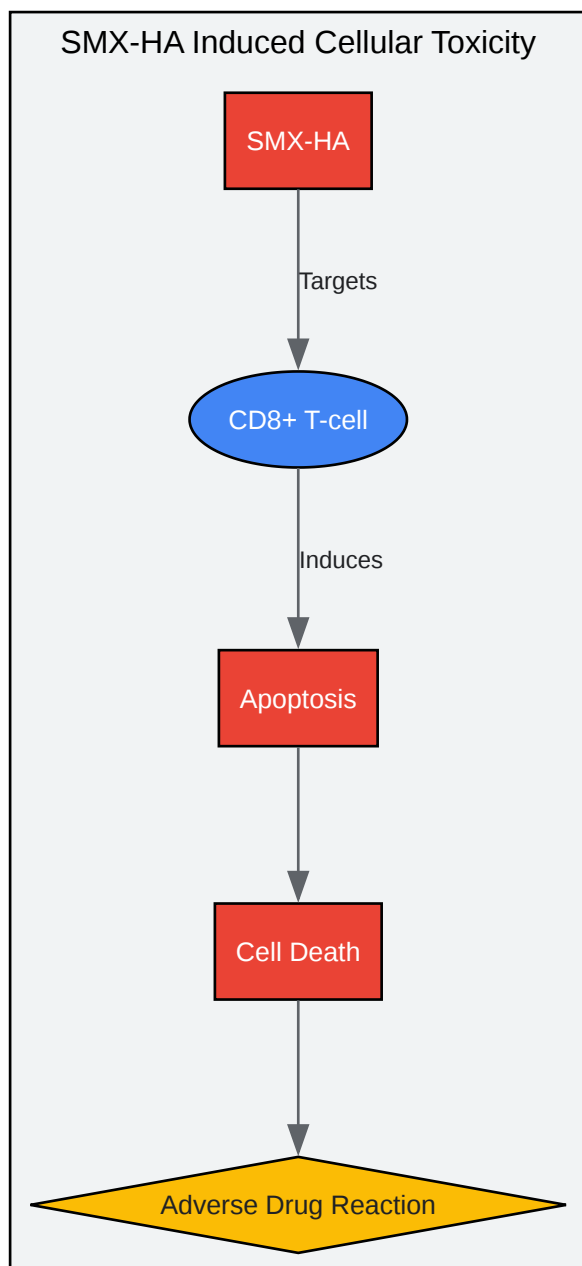 SMX-HA Induced Cellular Toxicity
SMX-HA
Targets
CD8+ T-cell
Induces
Apoptosis
Cell Death
Adverse Drug Reaction